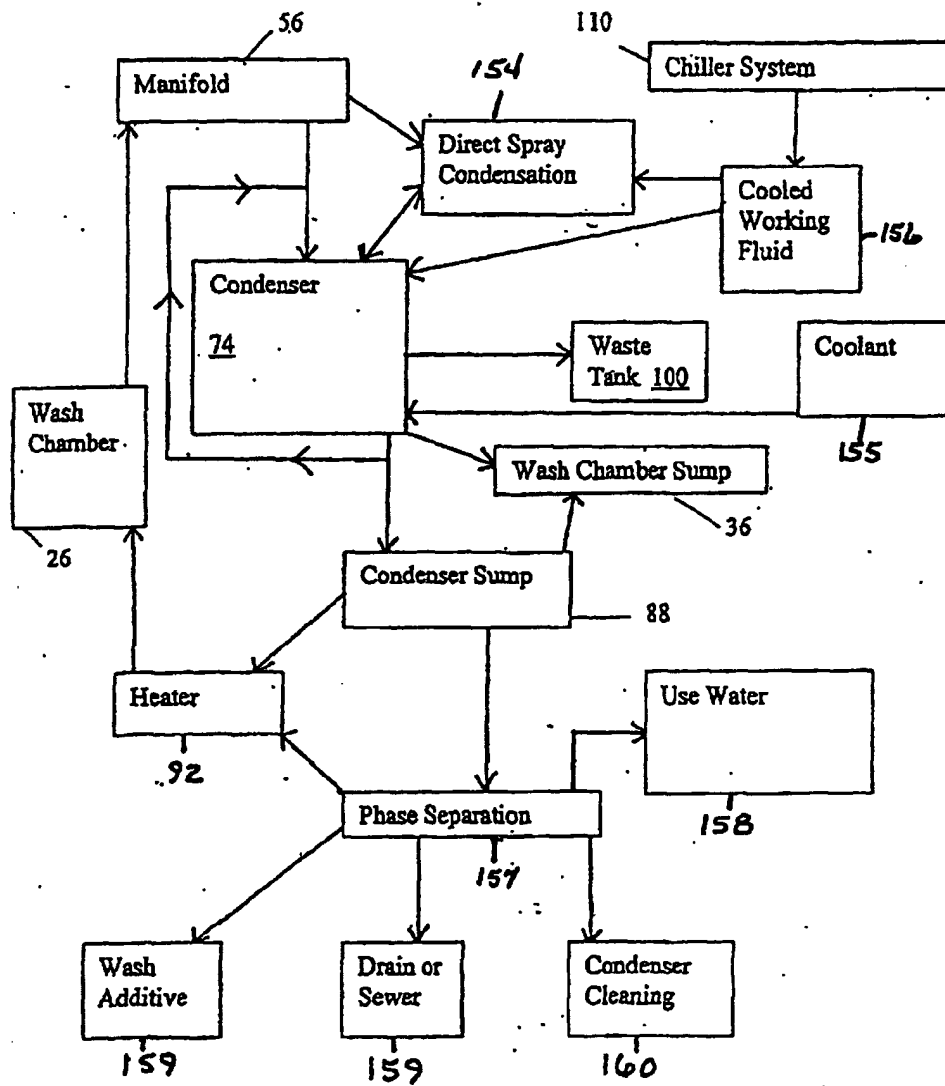 56
110
Manifold
154
Chiller System
Direct Spray
Condensation
Cooled
Working
Fluid
156
Condenser
74
Waste
Tank 100
Coolant
155
Wash
Chamber
26
Wash Chamber Sump
36
Condenser Sump
88
Heater
92
Use Water
158
Phase Separation
157
Wash
Additive
159
Drain or
Sewer
159
Condenser
Cleaning
160